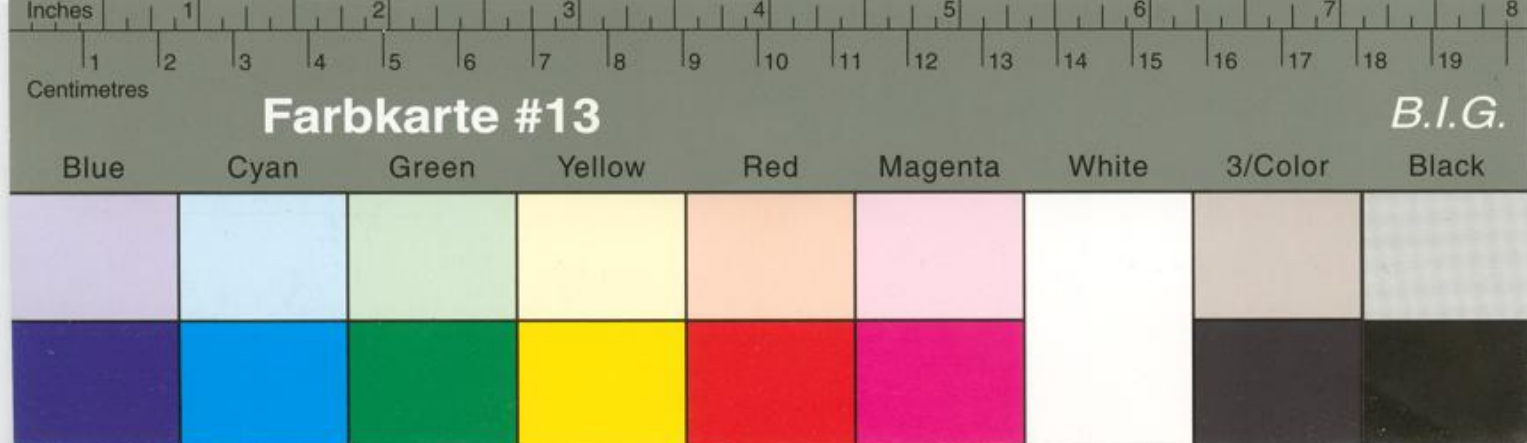 Inches 1 2 3 4 5 6 7 8
1 2 3 4 5 6 7 8 9 10 11 12 13 14 15 16 17 18 19
Centimetres
Farbkarte #13 B.I.G.
Blue Cyan Green Yellow Red Magenta White 3/Color Black